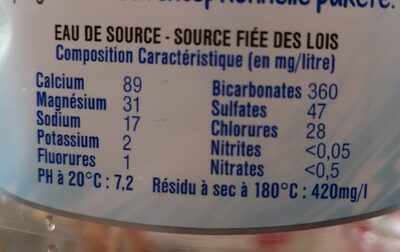 exceptionnelle pureté.
EAU DE SOURCE - SOURCE FIÉE DES LOIS
Composition Caractéristique (en mg/litre)
Calcium 89 Bicarbonates 360
Magnésium 31 Sulfates 47
Sodium 17 Chlorures 28
Potassium 2 Nitrites <0,05
Fluorures 1 Nitrates <0,5
PH à 20°C : 7,2 Résidu à sec à 180°C : 420mg/l